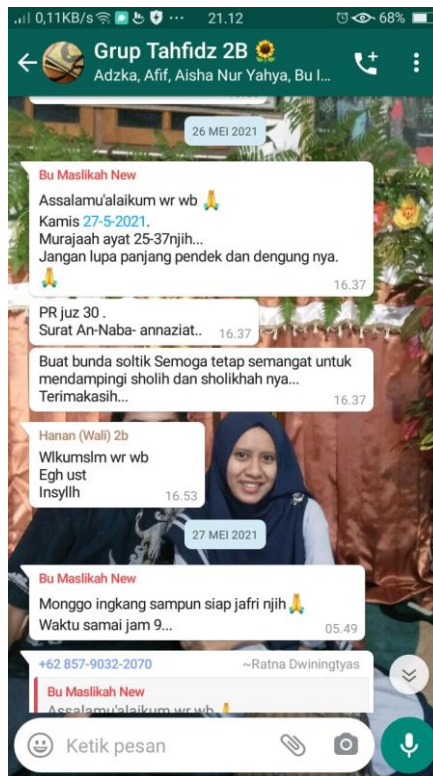 0,11KB/s ... 21.12 68%
Grup Tahfidz 2B 🌻
Adzka, Afif, Aisha Nur Yahya, Bu l...
26 MEI 2021
Bu Maslikah New
Assalamu'alaikum wr wb 🙏
Kamis 27-5-2021.
Murajaah ayat 25-37njih...
Jangan lupa panjang pendek dan dengung nya.
🙏
16.37
PR juz 30 .
Surat An-Naba- annaziat.. 16.37
Buat bunda soltik Semoga tetap semangat untuk
mendampingi sholih dan sholikhah nya...
Terimakasih...
16.37
Hanan (Wali) 2b
Wlkumslm wr wb
Egh ust
Insyllh 16.53
27 MEI 2021
Bu Maslikah New
Monggo ingkang sampun siap jafri njih🙏
Waktu samai jam 9... 05.49
+62 857-9032-2070 ~Ratna Dwiningtyas
Bu Maslikah New
Assalamu'alaikum wr wb 🙏
Ketik pesan